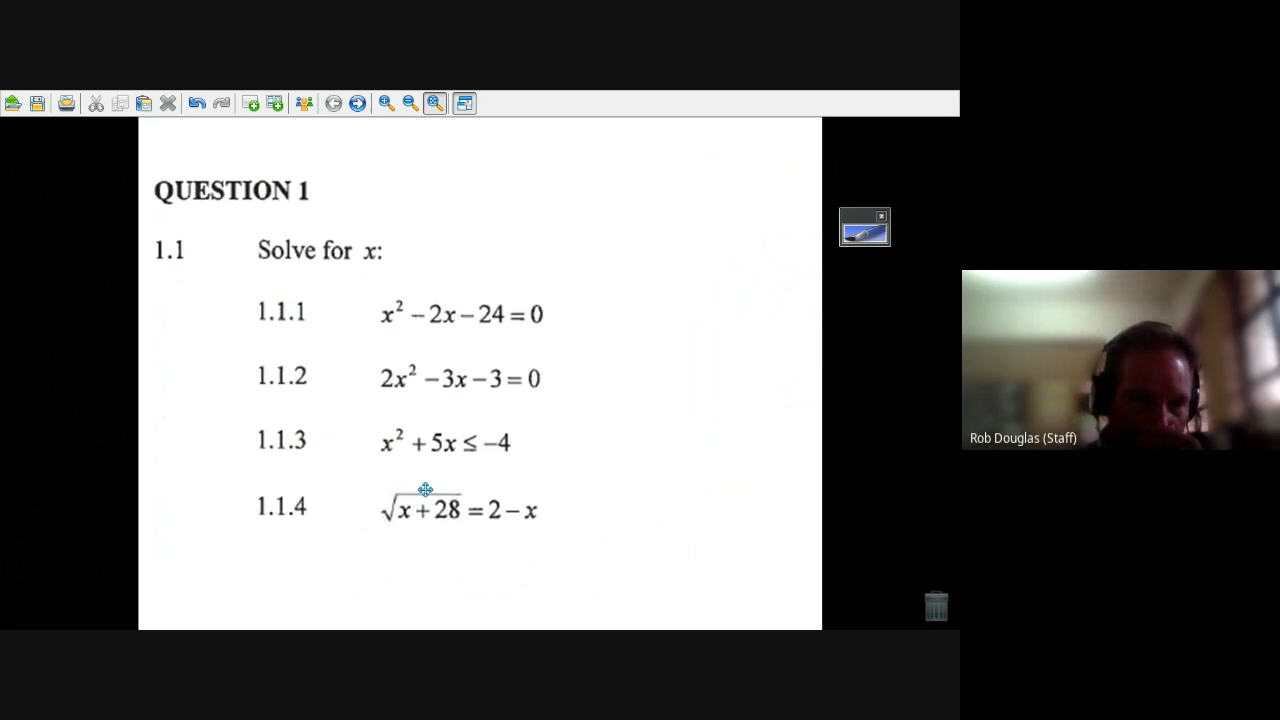 QUESTION 1
1.1 Solve for x:
1.1.1 x² – 2x – 24 = 0
1.1.2 2x² – 3x – 3 = 0
1.1.3 x² + 5x ≤ –4
1.1.4 √(x + 28) = 2 – x
Rob Douglas (Staff)